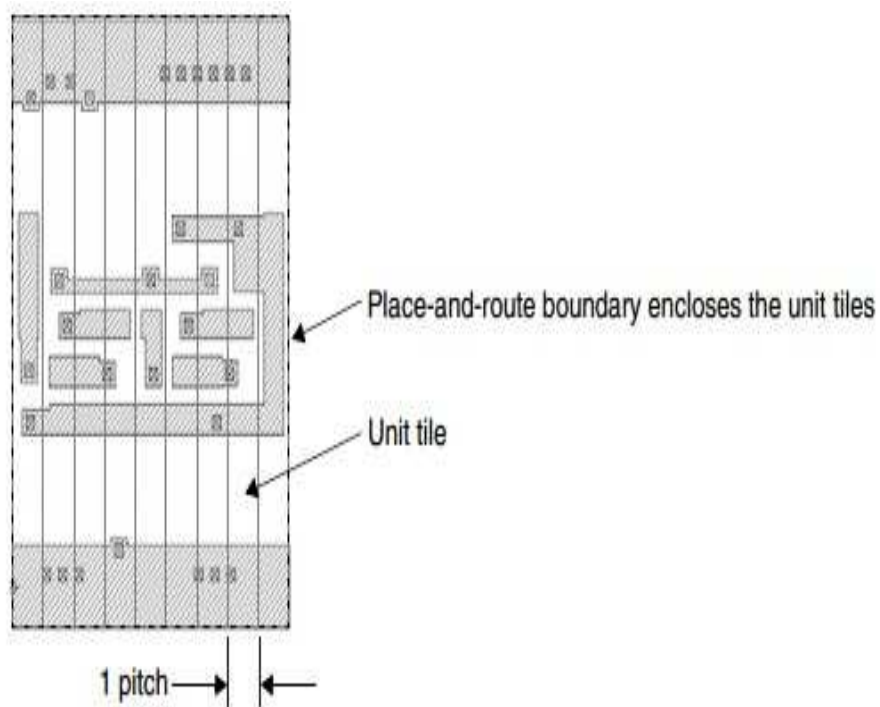 Place-and-route boundary encloses the unit tiles
Unit tile
1 pitch